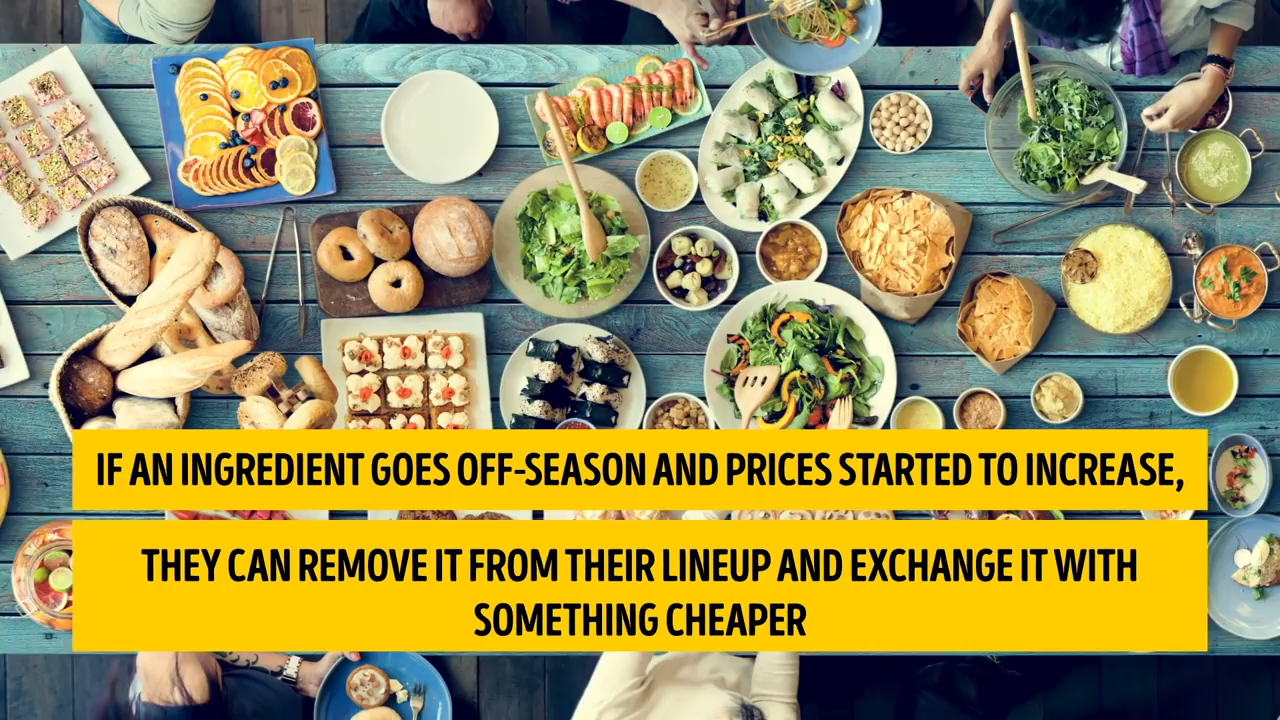 IF AN INGREDIENT GOES OFF-SEASON AND PRICES STARTED TO INCREASE,
THEY CAN REMOVE IT FROM THEIR LINEUP AND EXCHANGE IT WITH
SOMETHING CHEAPER